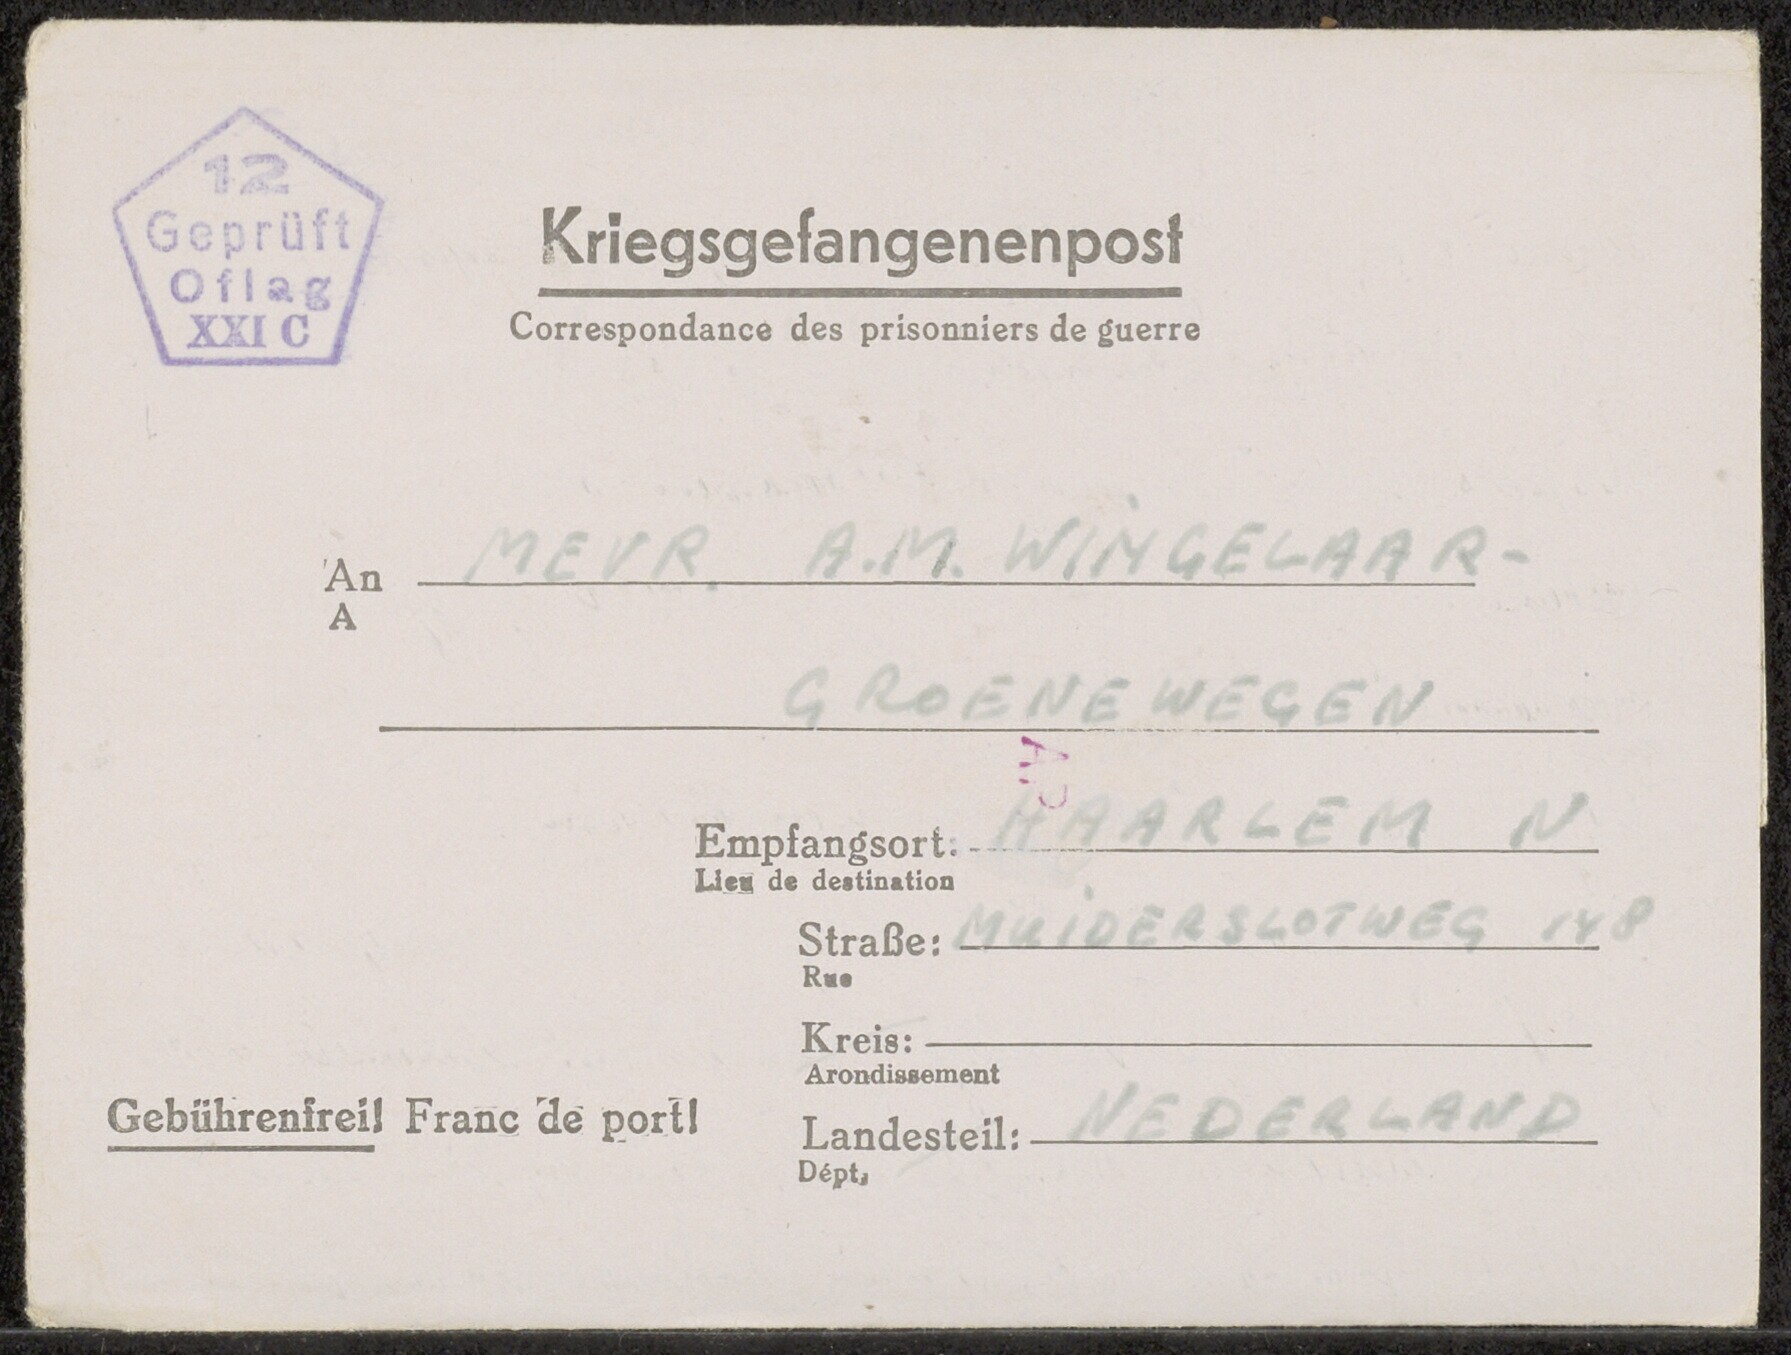 12
Geprüft
Oflag
XXI C
Kriegsgefangenenpost
Correspondance des prisonniers de guerre
An MEVR. A.M. WINGELAAR-
A
GROENEWEGEN
Empfangsort: HAARLEM N
Lieu de destination
Straße: MUIDERSLOTWEG 148
Rue
Kreis:
Arondissement
Gebührenfrei! Franc de port!
Landesteil: NEDERLAND
Dépt.